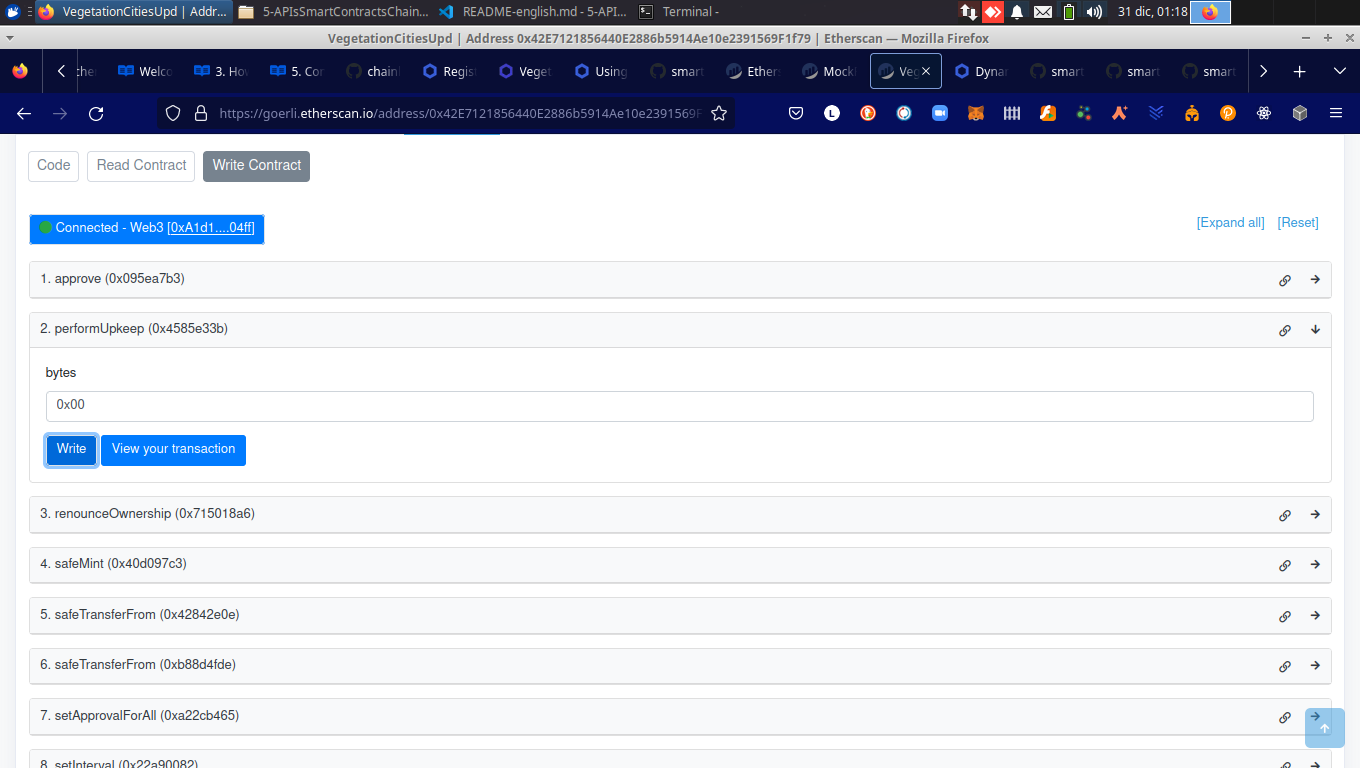 VegetationCitiesUpd | Addr...
5-APIsSmartContractsChain...
README-english.md - 5-API...
Terminal -
31 dic, 01:18
VegetationCitiesUpd | Address 0x42E7121856440E2886b5914Ae10e2391569F1f79 | Etherscan — Mozilla Firefox
Welco
3. Ho
5. Cor
chain
Regis
Veget
Using
smart
Ethers
Mock
Veg
Dyna
smart
smart
smart
https://goerli.etherscan.io/address/0x42E7121856440E2886b5914Ae10e2391569F
Code
Read Contract
Write Contract
Connected - Web3 [0xA1d1....04ff]
[Expand all]
[Reset]
1. approve (0x095ea7b3)
2. performUpkeep (0x4585e33b)
bytes
0x00
Write
View your transaction
3. renounceOwnership (0x715018a6)
4. safeMint (0x40d097c3)
5. safeTransferFrom (0x42842e0e)
6. safeTransferFrom (0xb88d4fde)
7. setApprovalForAll (0xa22cb465)
8. setInterval (0x22a90082)